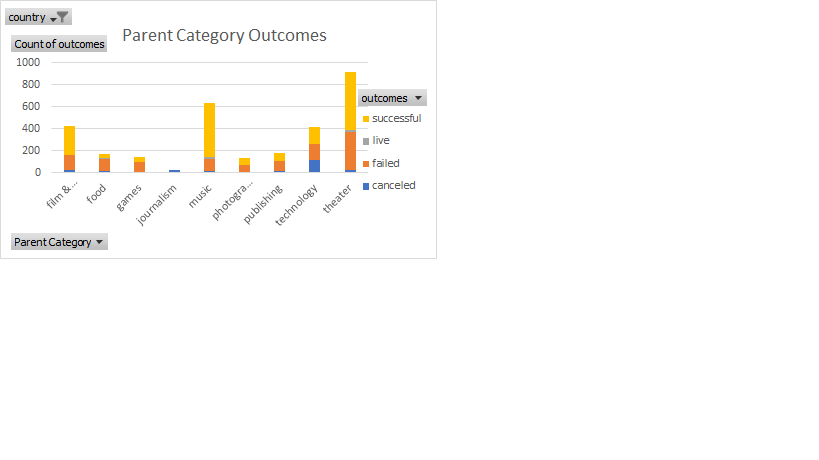 country
Count of outcomes
Parent Category Outcomes
1000
800
600
400
200
0
film &...
food
games
journalism
music
photogra...
publishing
technology
theater
outcomes
successful
live
failed
canceled
Parent Category